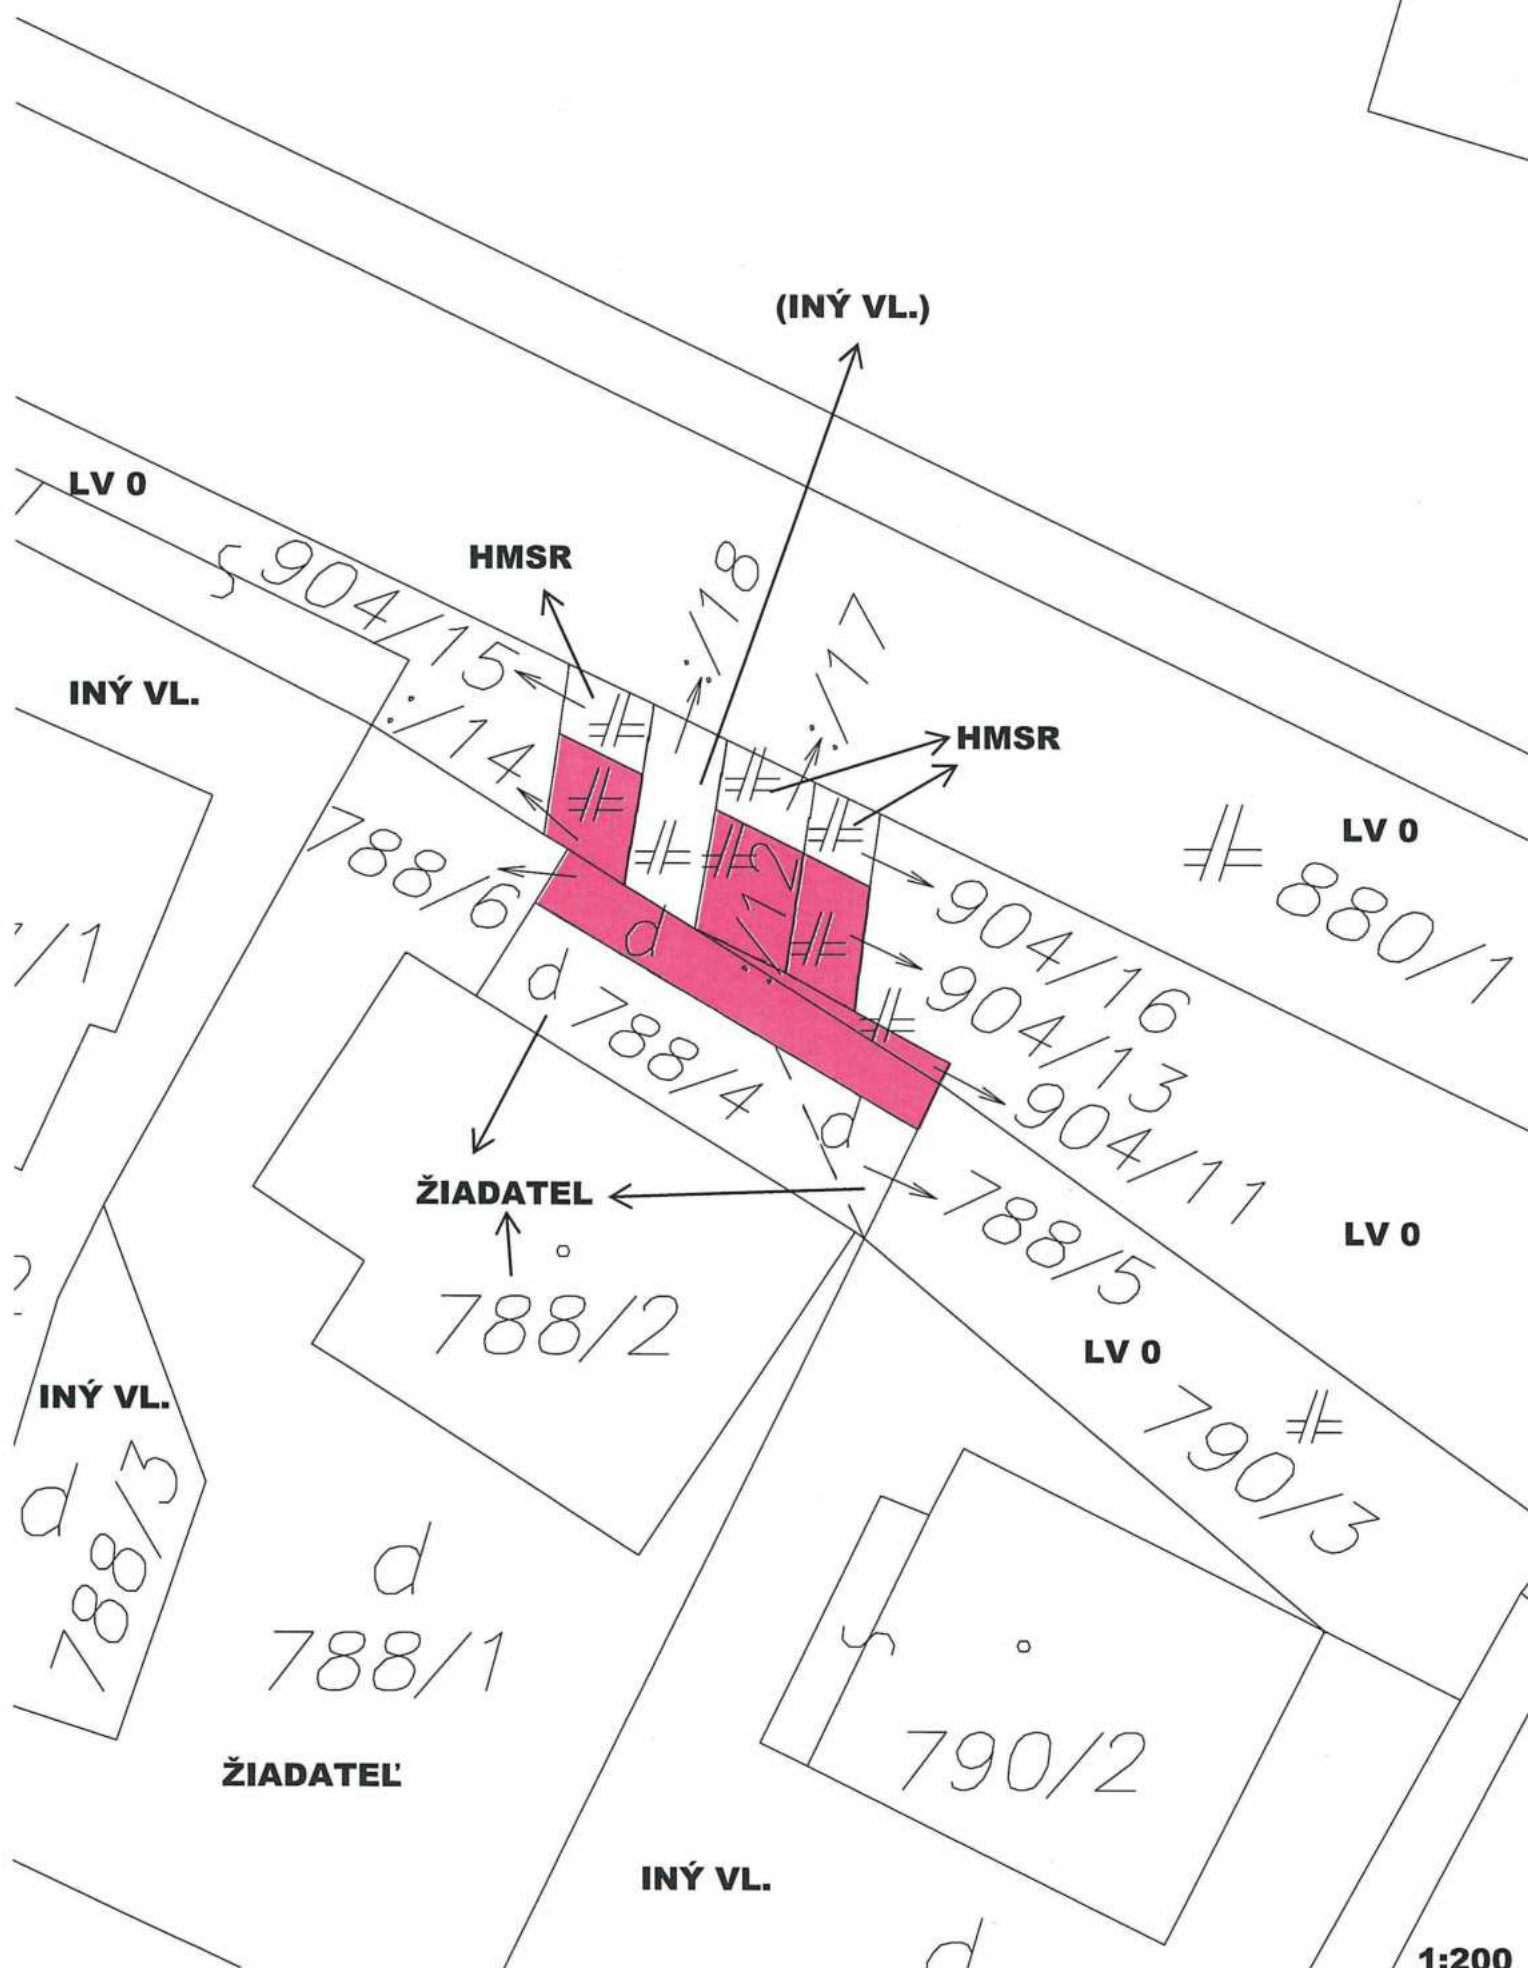 (INÝ VL.)
LV 0
HMSR
904/15
./18
./17
INÝ VL.
./14
HMSR
LV 0
880/1
788/6
./12
904/16
904/13
904/11
/1
d
d
788/4
d
ŽIADATEL
788/5
LV 0
788/2
LV 0
790/3
INÝ VL.
d
788/3
d
788/1
790/2
ŽIADATEĽ
INÝ VL.
d
1:200